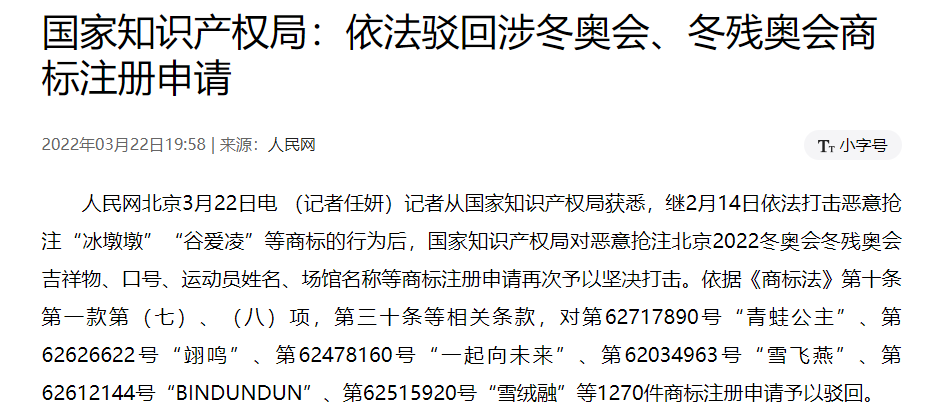 国家知识产权局：依法驳回涉冬奥会、冬残奥会商
标注册申请
2022年03月22日19:58 | 来源：人民网
TT 小字号
人民网北京3月22日电 （记者任妍）记者从国家知识产权局获悉，继2月14日依法打击恶意抢
注“冰墩墩”“谷爱凌”等商标的行为后，国家知识产权局对恶意抢注北京2022冬奥会冬残奥会
吉祥物、口号、运动员姓名、场馆名称等商标注册申请再次予以坚决打击。依据《商标法》第十条
第一款第（七）、（八）项，第三十条等相关条款，对第62717890号“青蛙公主”、第
62626622号“翊鸣”、第62478160号“一起向未来”、第62034963号“雪飞燕”、第
62612144号“BINDUNDUN”、第62515920号“雪绒融”等1270件商标注册申请予以驳回。